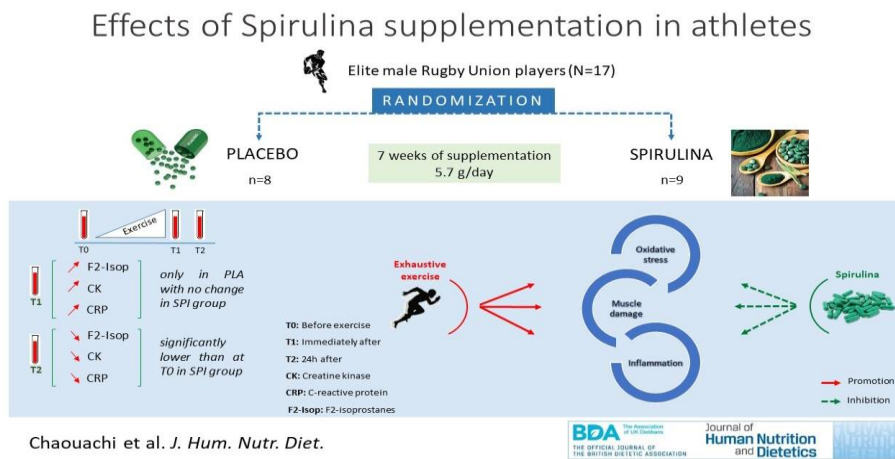 Effects of Spirulina supplementation in athletes
Elite male Rugby Union players (N=17)
RANDOMIZATION
PLACEBO
n=8
7 weeks of supplementation
5.7 g/day
SPIRULINA
n=9
Exercise
T0
T1
T2
T1
F2-Isop
CK
CRP
only in PLA
with no change
in SPI group
T2
F2-Isop
CK
CRP
significantly
lower than at
T0 in SPI group
T0: Before exercise
T1: Immediately after
T2: 24h after
CK: Creatine kinase
CRP: C-reactive protein
F2-Isop: F2-isoprostanes
Exhaustive
exercise
Oxidative
stress
Muscle
damage
Inflammation
Spirulina
Promotion
Inhibition
Chaouachi et al. J. Hum. Nutr. Diet.
BDA
The Association
of UK Dietitians
THE OFFICIAL JOURNAL OF
THE BRITISH DIETETIC ASSOCIATION
Journal of
Human Nutrition
and Dietetics